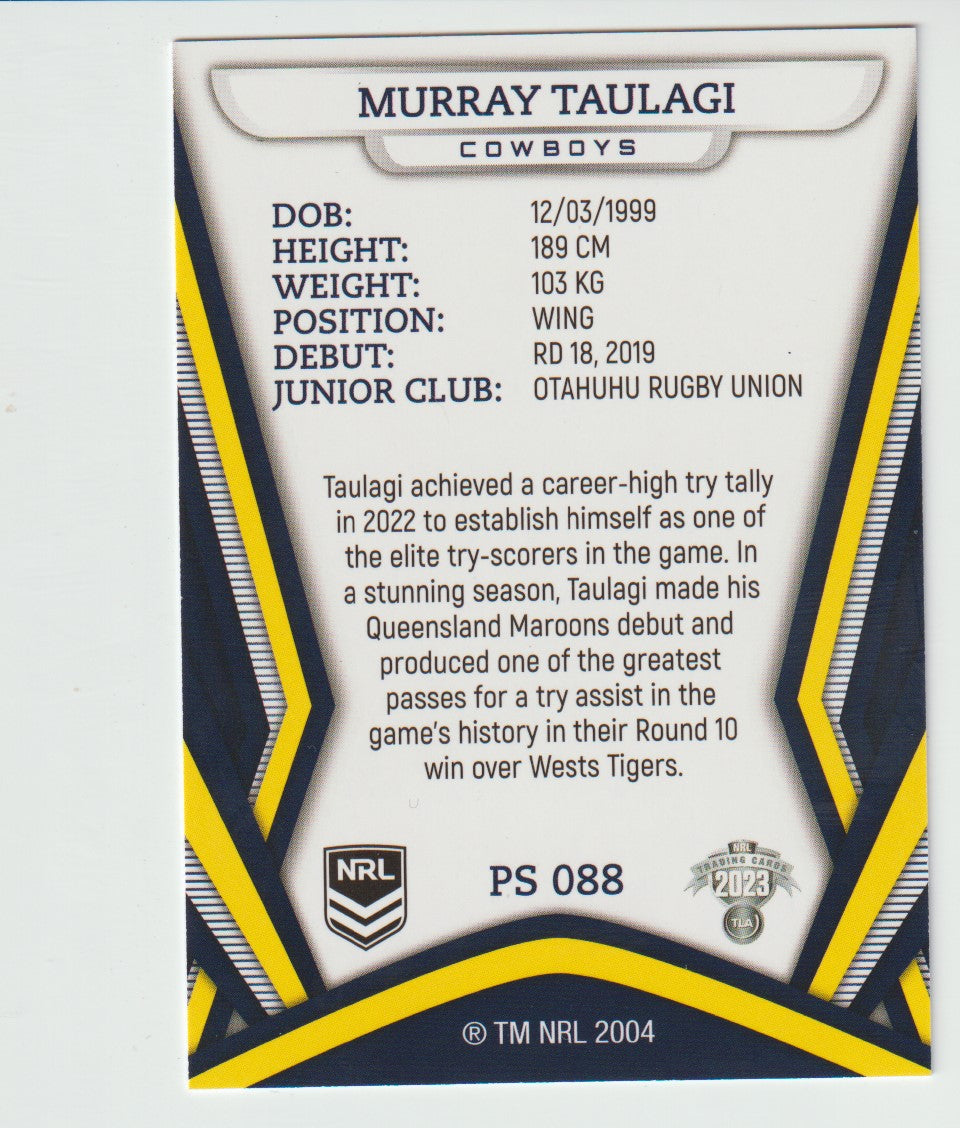 MURRAY TAULAGI
COWBOYS
DOB: 12/03/1999
HEIGHT: 189 CM
WEIGHT: 103 KG
POSITION: WING
DEBUT: RD 18, 2019
JUNIOR CLUB: OTAHUHU RUGBY UNION
Taulagi achieved a career-high try tally
in 2022 to establish himself as one of
the elite try-scorers in the game. In
a stunning season, Taulagi made his
Queensland Maroons debut and
produced one of the greatest
passes for a try assist in the
game's history in their Round 10
win over Wests Tigers.
NRL
PS 088
NRL
TRADING CARDS
2023
TLA
® TM NRL 2004